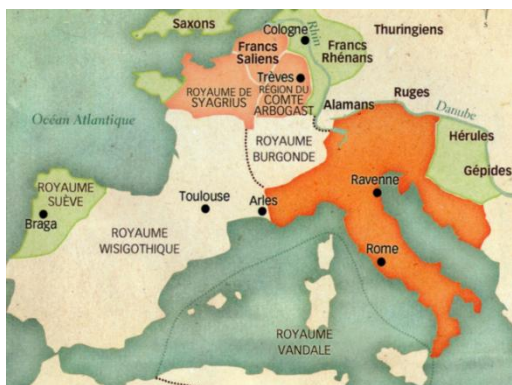 Saxons
Cologne
Rhin
Thuringiens
Francs
Saliens
Francs
Rhénans
Trèves
ROYAUME DE
SYAGRIUS
RÉGION DU
COMTE
ARBOGAST
Alamans
Ruges
Danube
Océan Atlantique
ROYAUME
BURGONDE
Hérules
Gépides
ROYAUME
SUÈVE
Braga
Toulouse
Arles
Ravenne
ROYAUME
WISIGOTHIQUE
Rome
ROYAUME
VANDALE